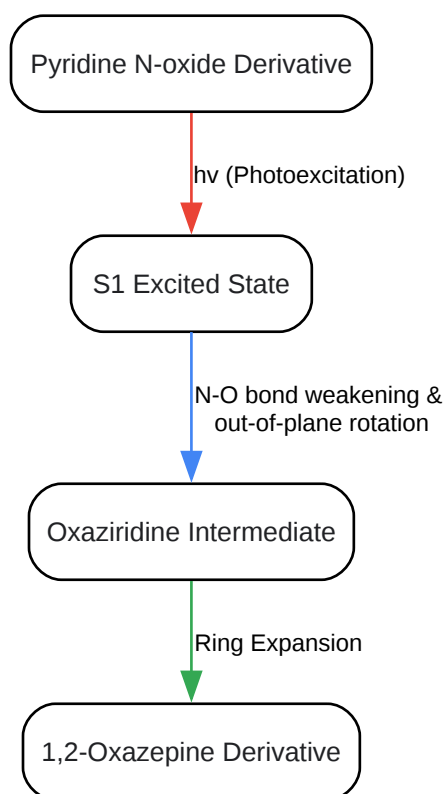 Pyridine N-oxide Derivative
hv (Photoexcitation)
S1 Excited State
N-O bond weakening &
out-of-plane rotation
Oxaziridine Intermediate
Ring Expansion
1,2-Oxazepine Derivative